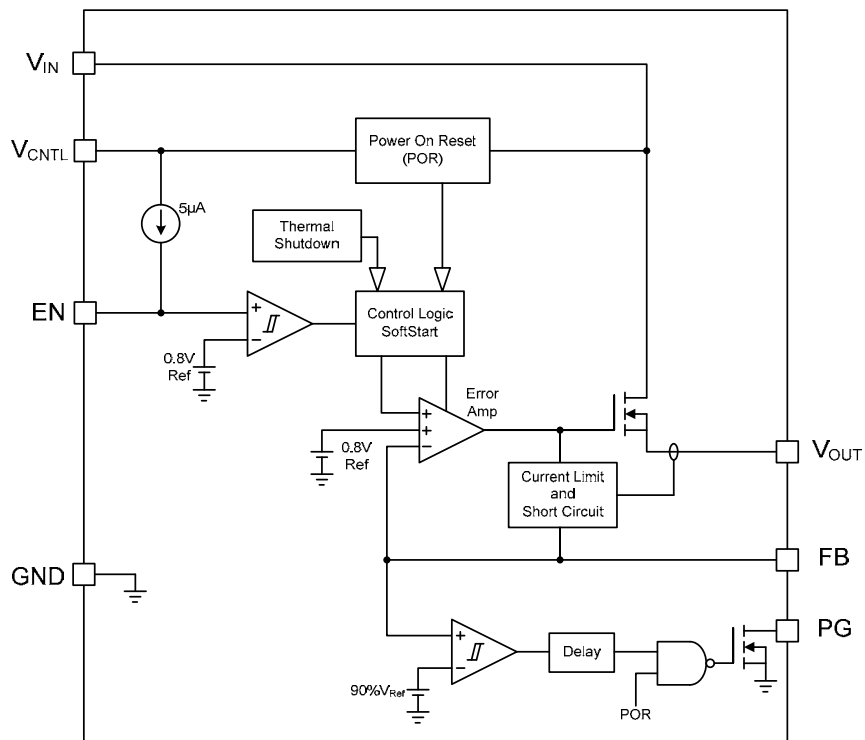 VIN
Power On Reset
(POR)
VCNTL
5µA
Thermal
Shutdown
EN
+
−
Control Logic
SoftStart
0.8V
Ref
Error
Amp
+
+
−
0.8V
Ref
VOUT
Current Limit
and
Short Circuit
GND
FB
PG
+
−
Delay
90%VRef
POR